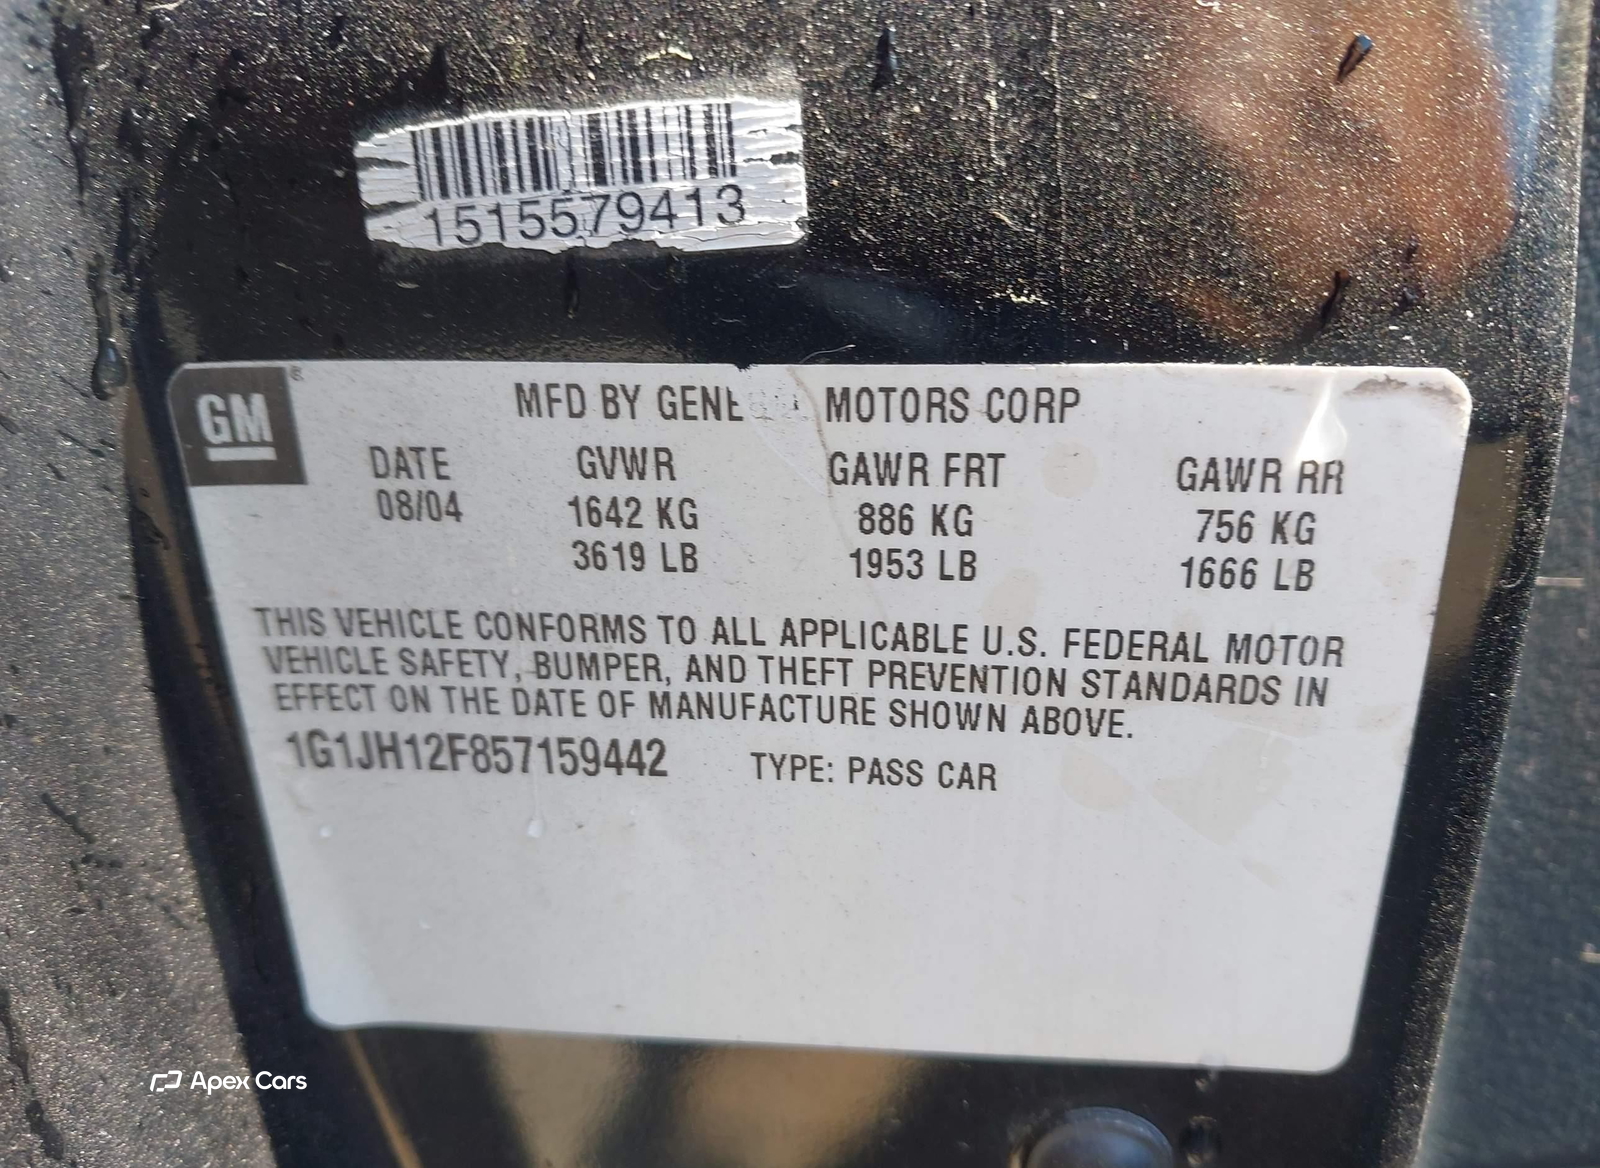 1515579413
GM
MFD BY MOTORS CORP
DATE GVWR GAWR FRT GAWR RR
08/04 1642 KG 886 KG 756 KG
3619 LB 1953 LB 1666 LB
THIS VEHICLE CONFORMS TO ALL APPLICABLE U.S. FEDERAL MOTOR
VEHICLE SAFETY, BUMPER, AND THEFT PREVENTION STANDARDS IN
EFFECT ON THE DATE OF MANUFACTURE SHOWN ABOVE.
1G1JH12F857159442 TYPE: PASS CAR
Apex Cars